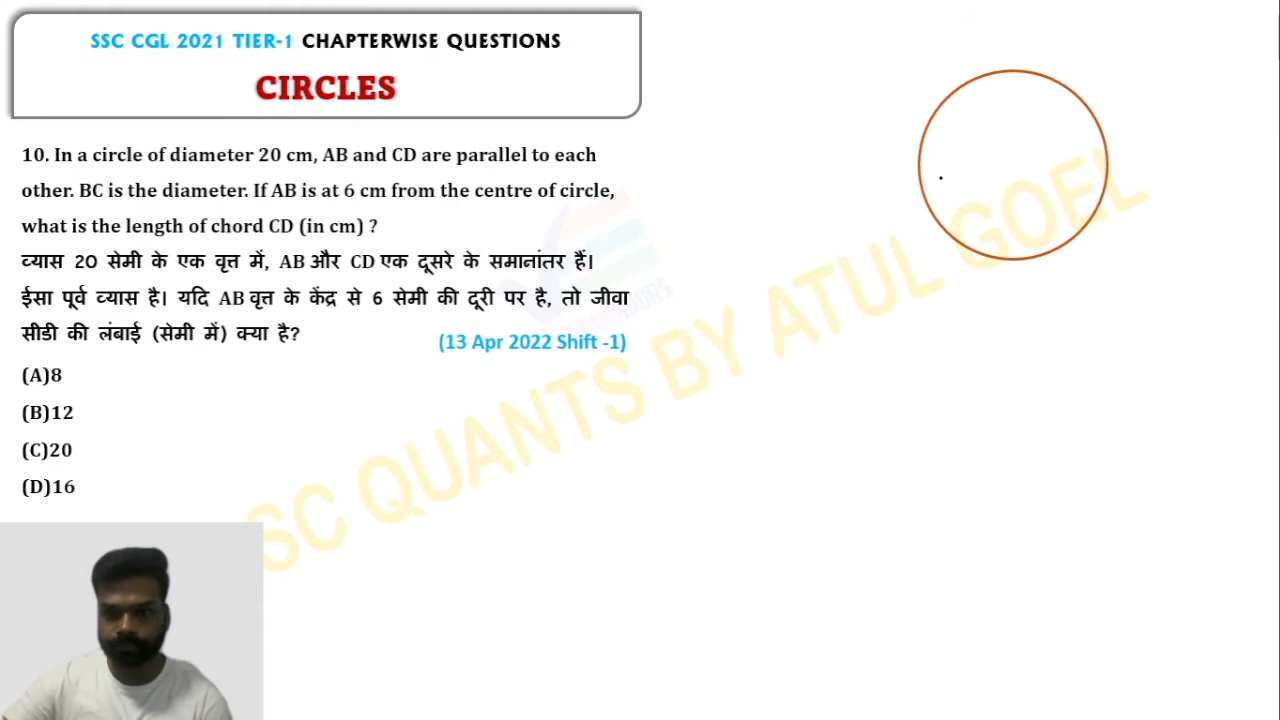 SSC CGL 2021 TIER-1 CHAPTERWISE QUESTIONS
CIRCLES
10. In a circle of diameter 20 cm, AB and CD are parallel to each
other. BC is the diameter. If AB is at 6 cm from the centre of circle,
what is the length of chord CD (in cm) ?
व्यास 20 सेमी के एक वृत्त में, AB और CD एक दूसरे के समानांतर हैं।
ईसा पूर्व व्यास है। यदि AB वृत्त के केंद्र से 6 सेमी की दूरी पर है, तो जीवा
सीडी की लंबाई (सेमी में) क्या है?
(13 Apr 2022 Shift -1)
(A)8
(B)12
(C)20
(D)16
SC QUANTS BY ATUL GOEL